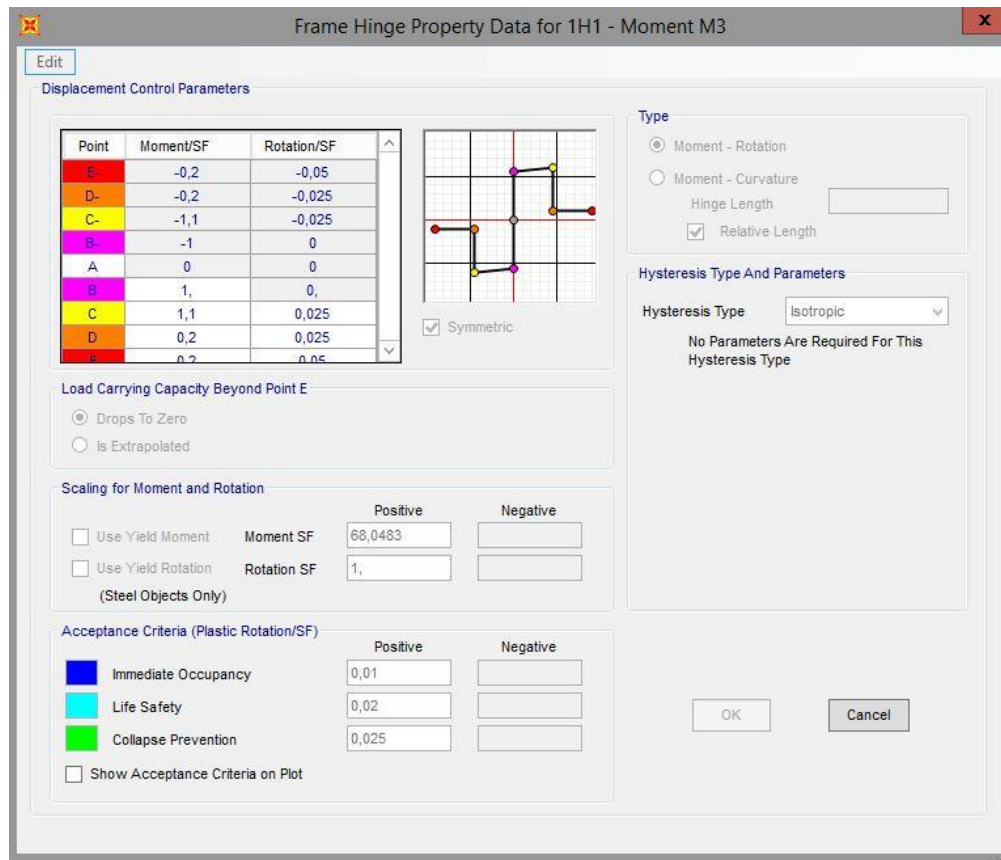 Frame Hinge Property Data for 1H1 - Moment M3
x
Edit
Displacement Control Parameters
Point Moment/SF Rotation/SF
E- -0,2 -0,05
D- -0,2 -0,025
C- -1,1 -0,025
B- -1 0
A 0 0
B 1, 0,
C 1,1 0,025
D 0,2 0,025
E 0,2 0,05
Symmetric
Load Carrying Capacity Beyond Point E
Drops To Zero
Is Extrapolated
Scaling for Moment and Rotation
Positive Negative
Use Yield Moment Moment SF 68,0483
Use Yield Rotation Rotation SF 1,
(Steel Objects Only)
Acceptance Criteria (Plastic Rotation/SF)
Positive Negative
Immediate Occupancy 0,01
Life Safety 0,02
Collapse Prevention 0,025
Show Acceptance Criteria on Plot
Type
Moment - Rotation
Moment - Curvature
Hinge Length
Relative Length
Hysteresis Type And Parameters
Hysteresis Type Isotropic
No Parameters Are Required For This
Hysteresis Type
OK Cancel